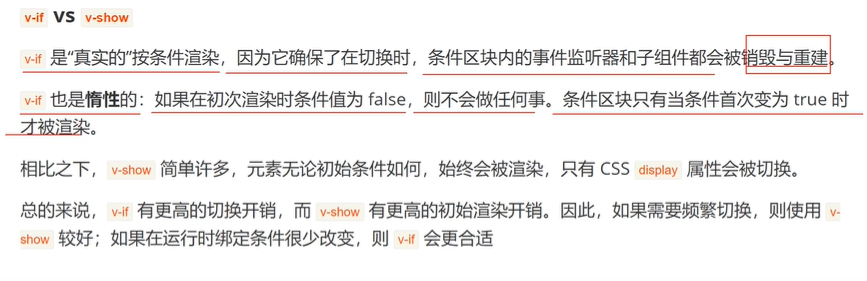 v-if vs v-show
v-if 是“真实的”按条件渲染，因为它确保了在切换时，条件区块内的事件监听器和子组件都会被销毁与重建。
v-if 也是惰性的：如果在初次渲染时条件值为 false，则不会做任何事。条件区块只有当条件首次变为 true 时
才被渲染。
相比之下，v-show 简单许多，元素无论初始条件如何，始终会被渲染，只有 CSS display 属性会被切换。
总的来说，v-if 有更高的切换开销，而 v-show 有更高的初始渲染开销。因此，如果需要频繁切换，则使用 v-
show 较好；如果在运行时绑定条件很少改变，则 v-if 会更合适